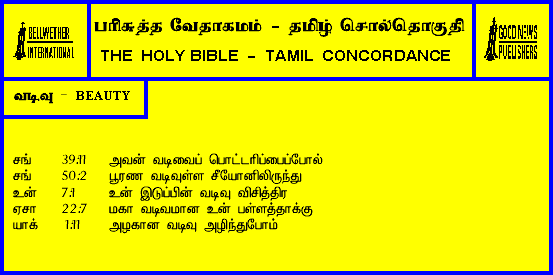 BELLWETHER
INTERNATIONAL
பரிசுத்த வேதாகமம் - தமிழ் சொல்தொகுதி
THE HOLY BIBLE - TAMIL CONCORDANCE
GOOD NEWS
PUBLISHERS
வடிவு - BEAUTY
சங் 39:11 அவன் வடிவைப் பொட்டரிப்பைப்போல்
சங் 50:2 பூரண வடிவுள்ள சீயோனிலிருந்து
உன் 7:1 உன் இடுப்பின் வடிவு விசித்திர
ஏசா 22:7 மகா வடிவமான உன் பள்ளத்தாக்கு
யாக் 1:11 அழகான வடிவு அழிந்துபோம்